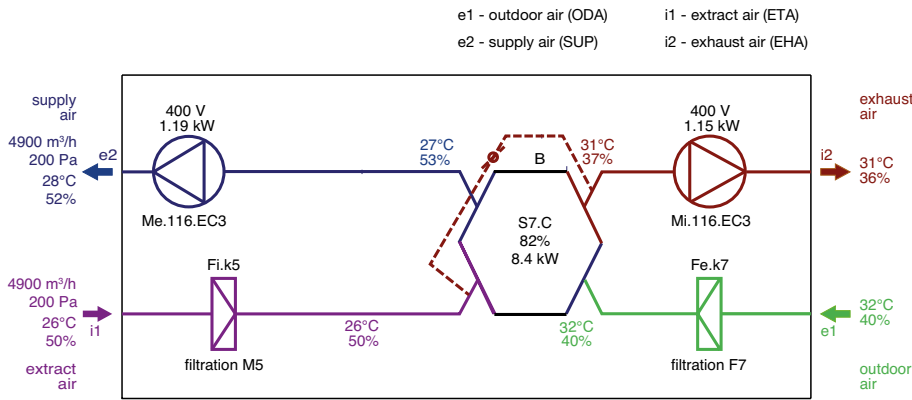 e1 - outdoor air (ODA)
i1 - extract air (ETA)
e2 - supply air (SUP)
i2 - exhaust air (EHA)
supply
air
4900 m³/h
200 Pa
28°C
52%
e2
400 V
1.19 kW
Me.116.EC3
27°C
53%
B
31°C
37%
400 V
1.15 kW
Mi.116.EC3
exhaust
air
i2
31°C
36%
S7.C
82%
8.4 kW
4900 m³/h
200 Pa
26°C
50%
i1
extract
air
Fi.k5
filtration M5
26°C
50%
32°C
40%
Fe.k7
filtration F7
32°C
40%
e1
outdoor
air